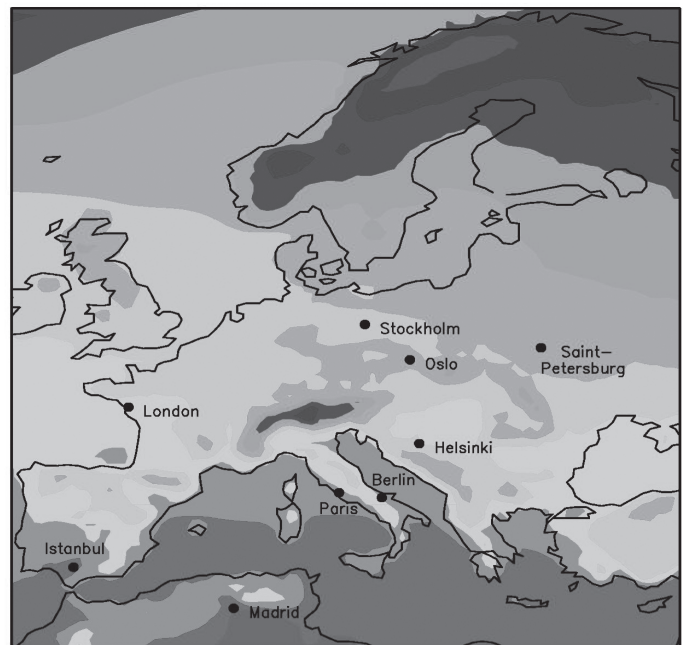 Stockholm
Saint–
Petersburg
Oslo
London
Helsinki
Berlin
Paris
Istanbul
Madrid